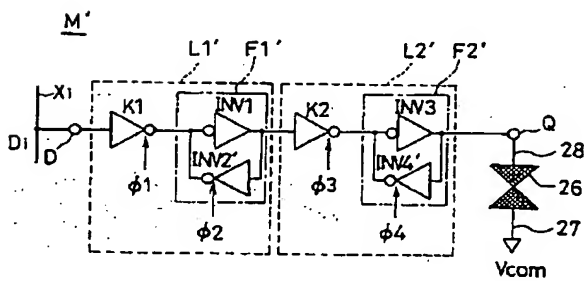 M'
L1' F1' L2' F2'
X1 K1 INV1 K2 INV3 Q
Di D INV2' INV4' 28
26
φ1 φ3 27
φ2 φ4
Vcom